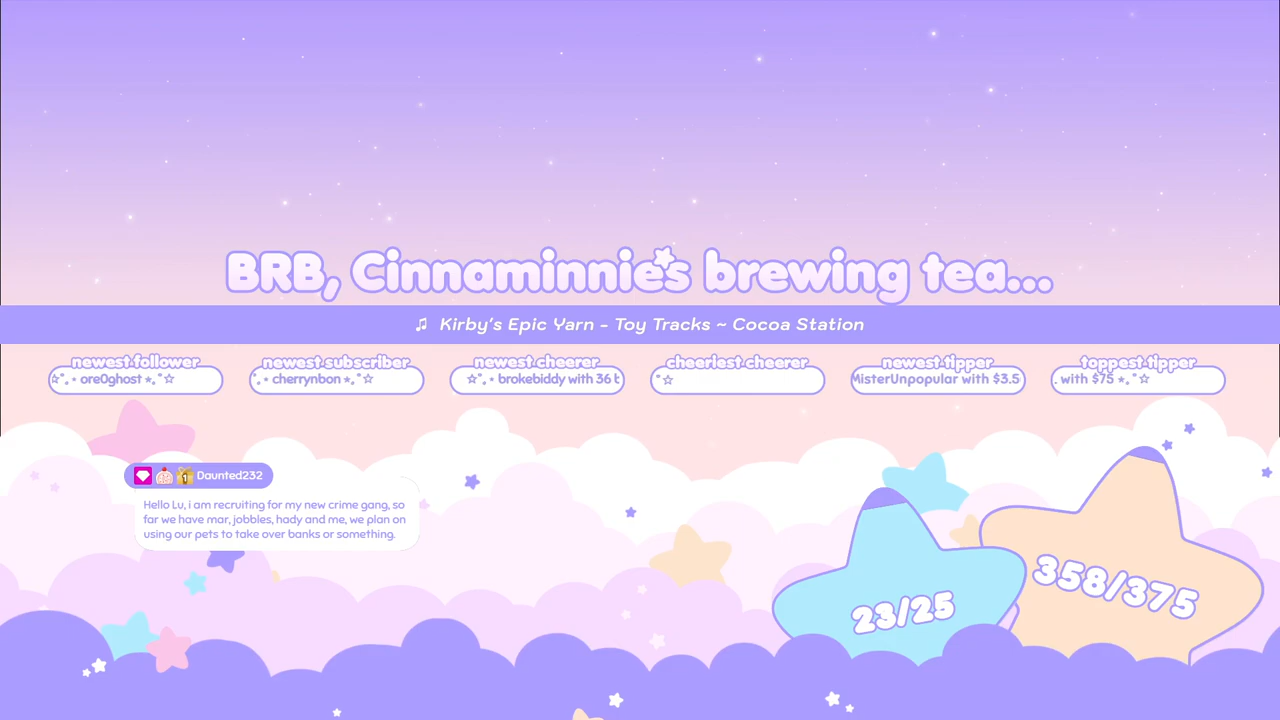 BRB, Cinnaminnie's brewing tea...
♫ Kirby's Epic Yarn - Toy Tracks ~ Cocoa Station
newest follower
☆˚｡⋆ ore0ghost ⋆｡˚☆
newest subscriber
˚｡⋆ cherrynbon ⋆｡˚☆
newest cheerer
☆˚｡⋆ brokebiddy with 36 b
cheeriest cheerer
˚☆
newest tipper
MisterUnpopular with $3.5
toppest tipper
. with $75 ⋆｡˚☆
1 Daunted232
Hello Lu, i am recruiting for my new crime gang, so
far we have mar, jobbles, hady and me, we plan on
using our pets to take over banks or something.
23/25
358/375